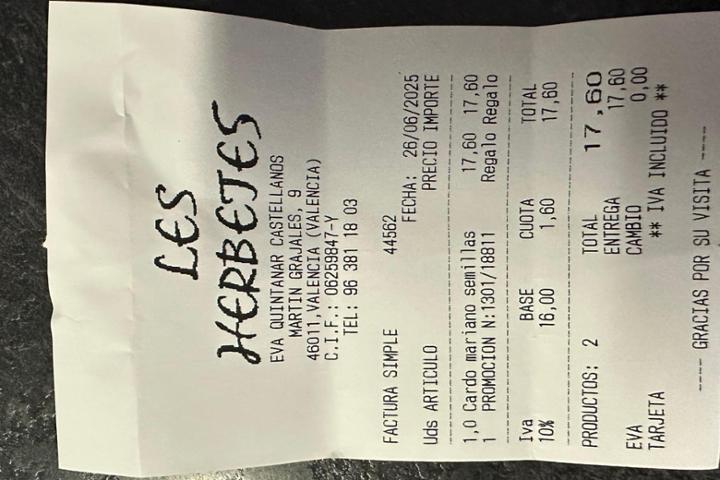 LES
HERBETES
EVA QUINTANAR CASTELLANOS
MARTIN GRAJALES, 9
46011,VALENCIA (VALENCIA)
C.I.F.: 06259847-Y
TEL: 96 381 18 03
FACTURA SIMPLE 44562
FECHA: 26/06/2025
Uds ARTICULO PRECIO IMPORTE
1,0 Cardo mariano semillas 17,60 17,60
1 PROMOCION N:1301/18811 Regalo Regalo
Iva BASE CUOTA TOTAL
10% 16,00 1,60 17,60
PRODUCTOS: 2 TOTAL 17,60
ENTREGA 17,60
EVA CAMBIO 0,00
TARJETA ** IVA INCLUIDO **
---- GRACIAS POR SU VISITA ----